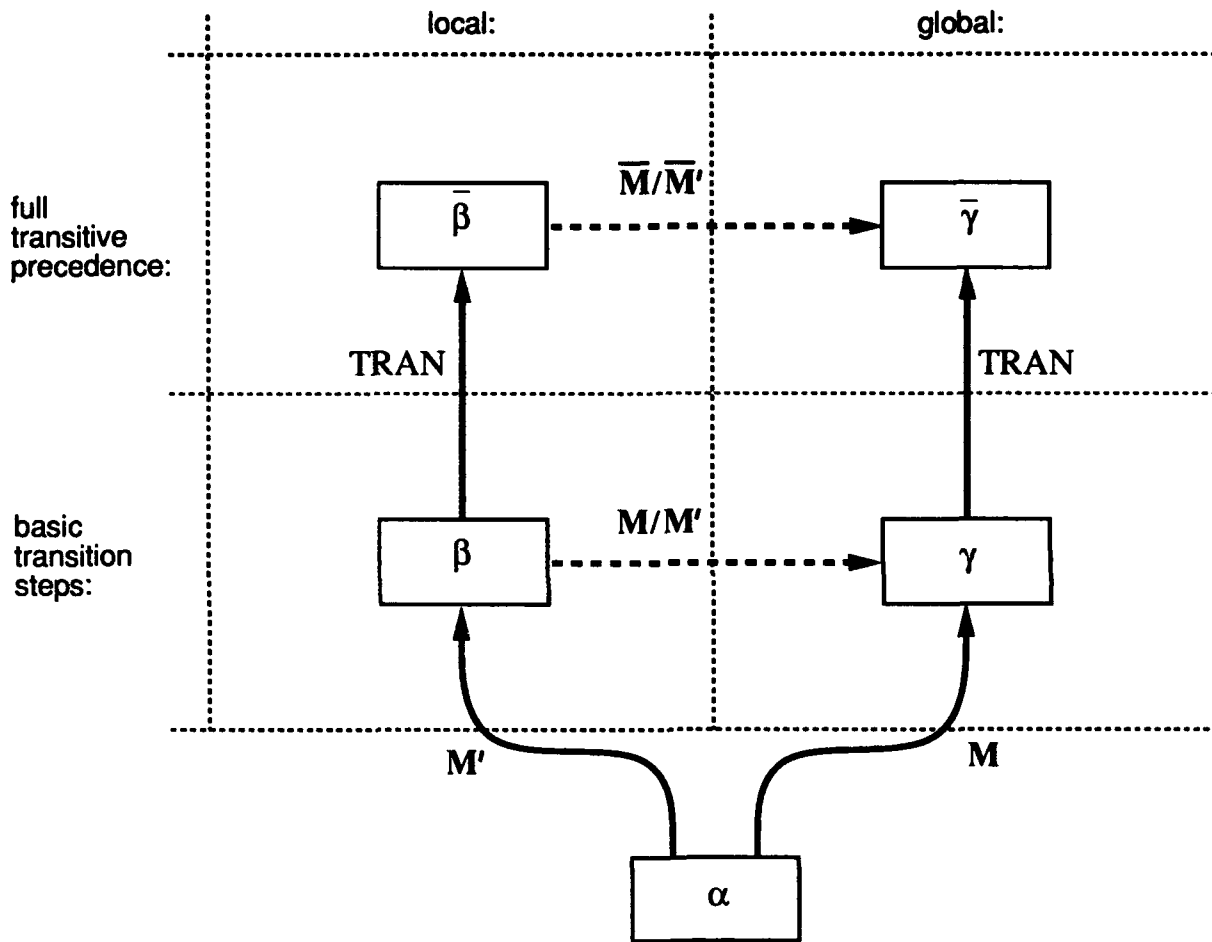 local:
global:
M̅/M̅'
full
transitive
precedence:
β̅
γ̅
TRAN
TRAN
M/M'
basic
transition
steps:
β
γ
M'
M
α